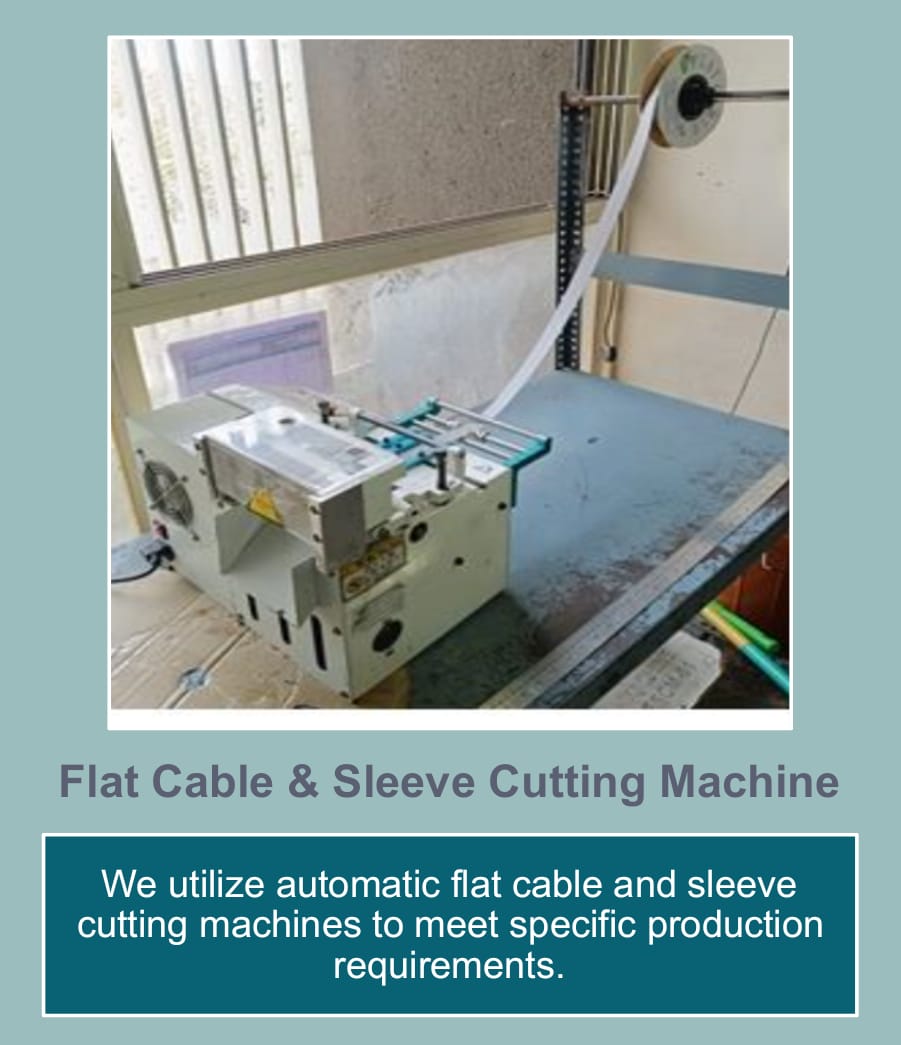 Flat Cable & Sleeve Cutting Machine
We utilize automatic flat cable and sleeve
cutting machines to meet specific production
requirements.